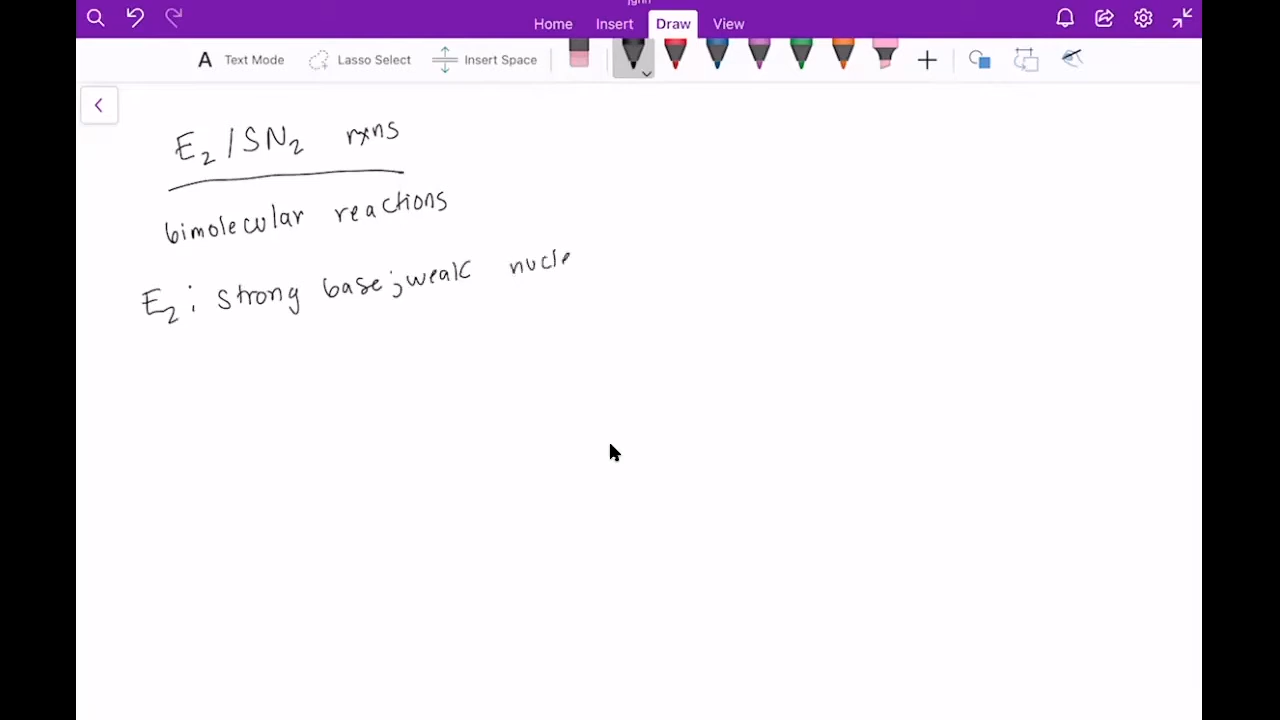 Home Insert Draw View
A Text Mode Lasso Select Insert Space
E2/SN2 rxns
bimolecular reactions
E2: strong base; weak nucle